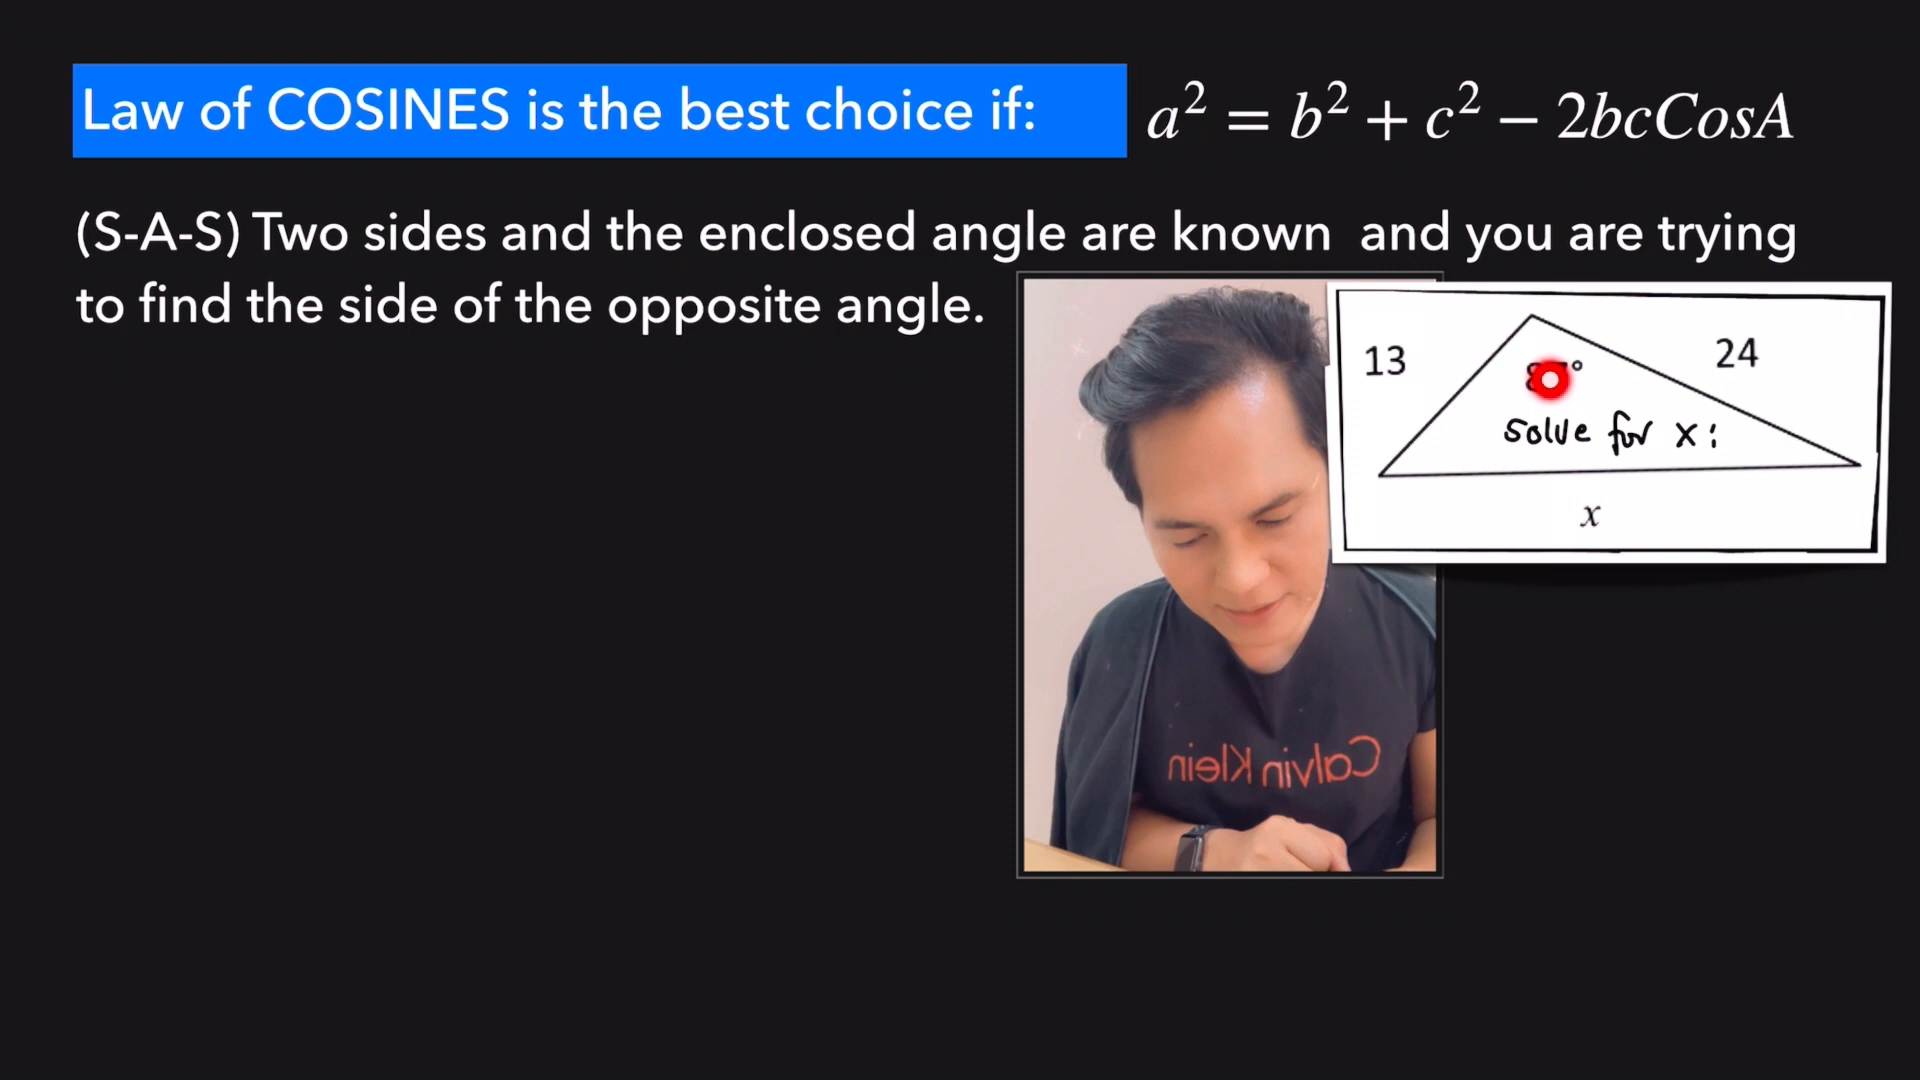 Law of COSINES is the best choice if:
a² = b² + c² − 2bcCosA
(S-A-S) Two sides and the enclosed angle are known and you are trying
to find the side of the opposite angle.
13
24
solve for x:
x
Calvin Klein